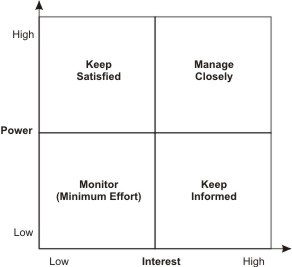 High
Keep
Satisfied
Manage
Closely
Power
Monitor
(Minimum Effort)
Keep
Informed
Low
Low
Interest
High